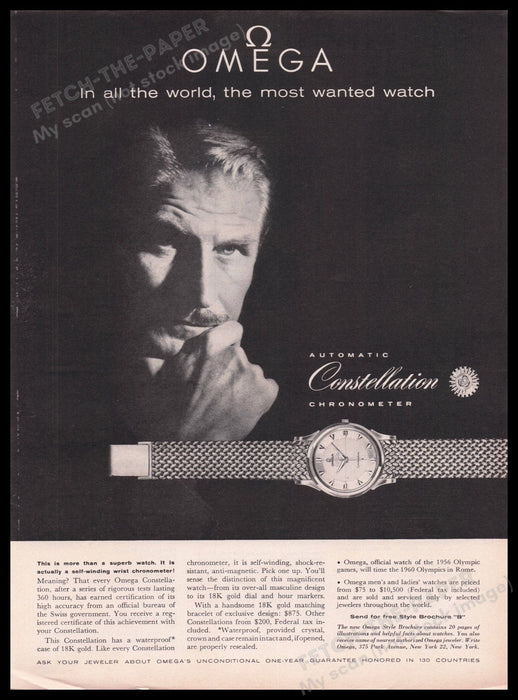 Ω
OMEGA
In all the world, the most wanted watch
FETCH-THE-PAPER
My scan (not stock image)
AUTOMATIC
Constellation
CHRONOMETER
This is more than a superb watch. It is
actually a self-winding wrist chronometer!
Meaning? That every Omega Constella-
tion, after a series of rigorous tests lasting
360 hours, has earned certification of its
high accuracy from an official bureau of
the Swiss government. You receive a reg-
istered certificate of this achievement with
your Constellation.
This Constellation has a waterproof*
case of 18K gold. Like every Constellation
chronometer, it is self-winding, shock-re-
sistant, anti-magnetic. Pick one up. You'll
sense the distinction of this magnificent
watch—from its over-all masculine design
to its 18K gold dial and hour markers.
With a handsome 18K gold matching
bracelet of exclusive design: $875. Other
Constellations from $200, Federal tax in-
cluded. *Waterproof, provided crystal,
crown and case remain intact and, if opened,
are properly resealed.
• Omega, official watch of the 1956 Olympic
games, will time the 1960 Olympics in Rome.
• Omega men's and ladies' watches are priced
from $75 to $10,500 (Federal tax included)
and are sold and serviced only by selected
jewelers throughout the world.
Send for free Style Brochure "B"
The new Omega Style Brochure contains 20 pages of
illustrations and helpful facts about watches. You also
receive name of nearest authorized Omega jeweler. Write
Omega, 375 Park Avenue, New York 22, New York.
ASK YOUR JEWELER ABOUT OMEGA'S UNCONDITIONAL ONE-YEAR GUARANTEE HONORED IN 130 COUNTRIES